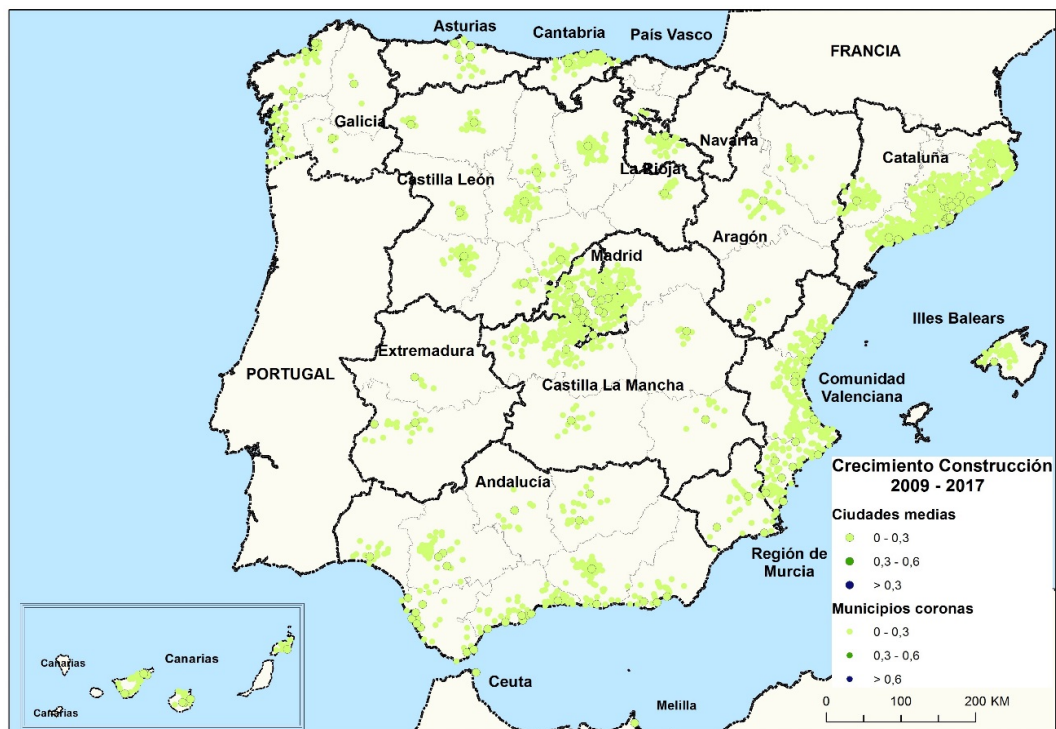 Asturias
Cantabria
País Vasco
FRANCIA
Galicia
Navarra
Cataluña
La Rioja
Castilla León
Aragón
Madrid
Illes Balears
Extremadura
PORTUGAL
Castilla La Mancha
Comunidad
Valenciana
Andalucía
Región de
Murcia
Crecimiento Construcción
2009 - 2017
Ciudades medias
0 - 0,3
0,3 - 0,6
> 0,3
Municipios coronas
0 - 0,3
0,3 - 0,6
> 0,6
Canarias
Canarias
Canarias
Ceuta
Melilla
0 100 200 KM